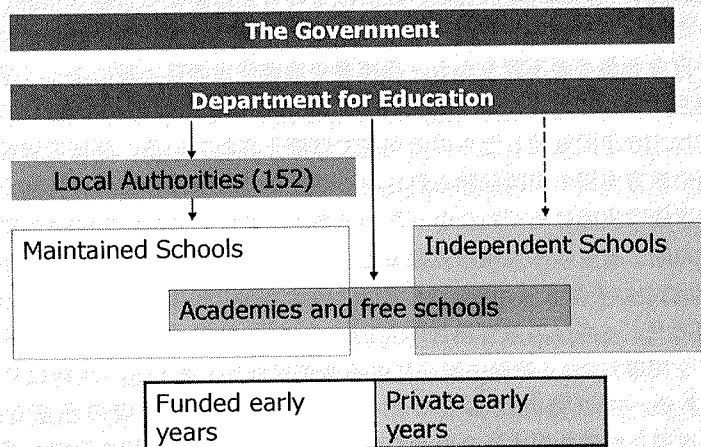 The Government
Department for Education
Local Authorities (152)
Maintained Schools
Independent Schools
Academies and free schools
Funded early
years
Private early
years